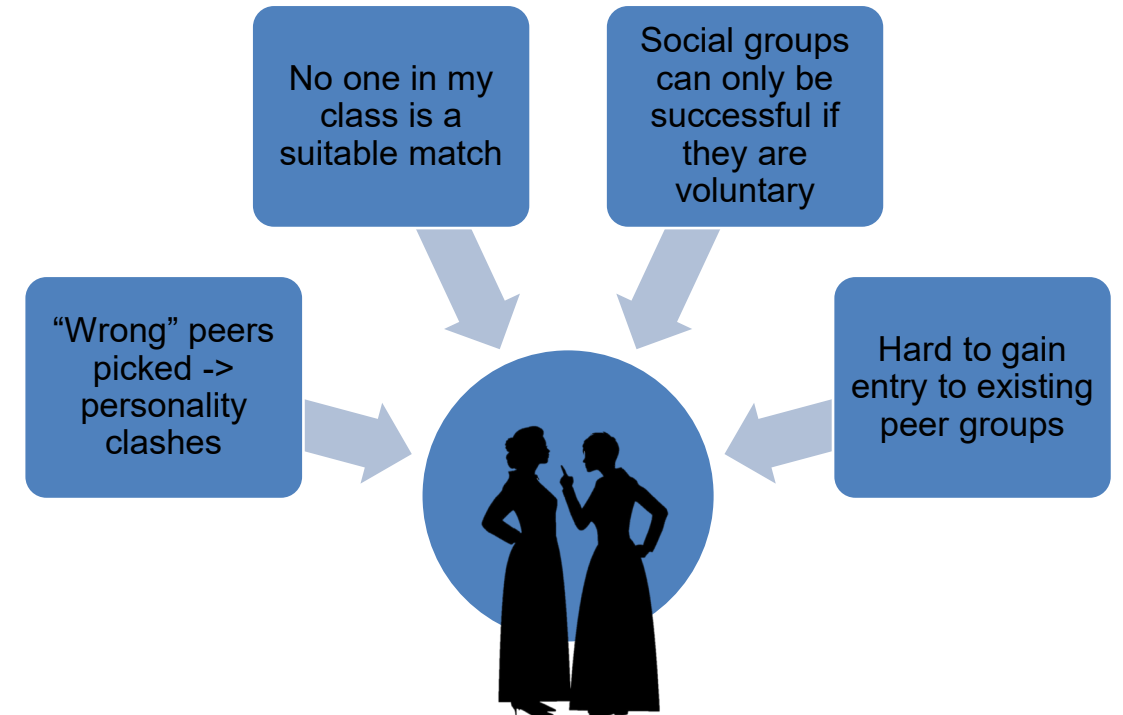 No one in my
class is a
suitable match
Social groups
can only be
successful if
they are
voluntary
“Wrong” peers
picked ->
personality
clashes
Hard to gain
entry to existing
peer groups